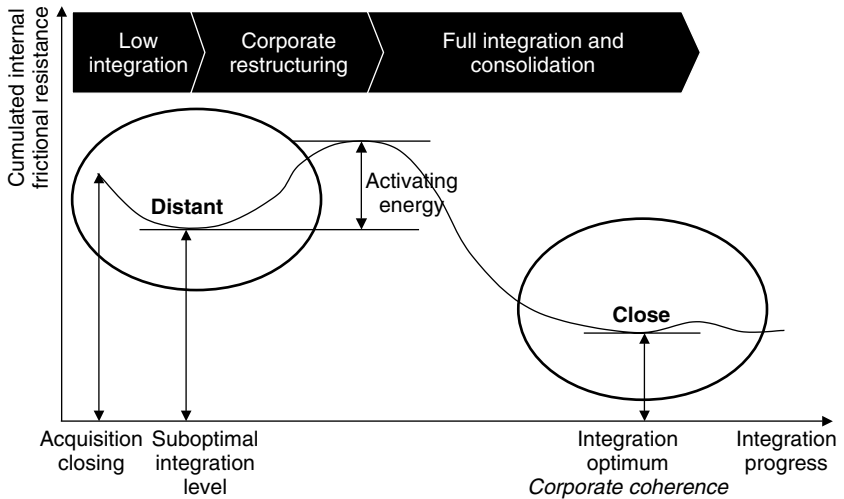 Cumulated internal
frictional resistance
Low
integration
Corporate
restructuring
Full integration and
consolidation
Distant
Activating
energy
Close
Acquisition
closing
Suboptimal
integration
level
Integration
optimum
Corporate coherence
Integration
progress